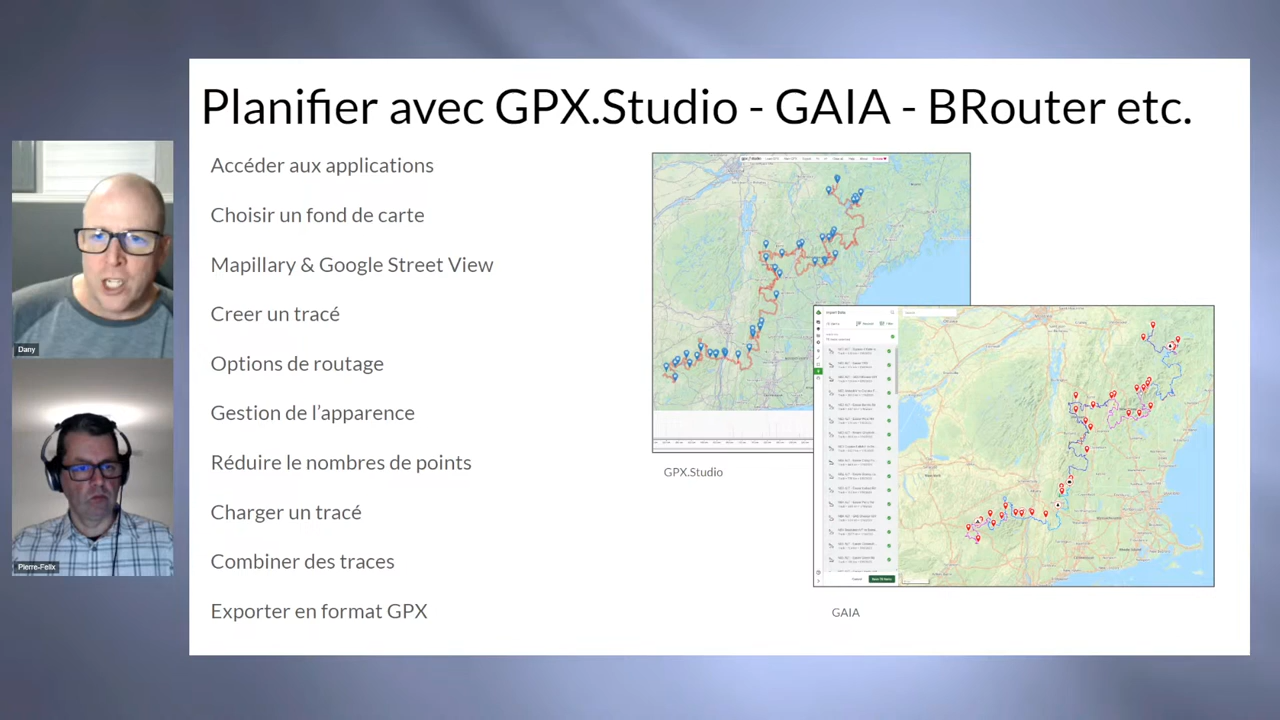 Planifier avec GPX.Studio - GAIA - BRouter etc.
Accéder aux applications
Choisir un fond de carte
Mapillary & Google Street View
Creer un tracé
Options de routage
Gestion de l'apparence
Réduire le nombres de points
Charger un tracé
Combiner des traces
Exporter en format GPX
GPX.Studio
GAIA
Dany
Pierre-Felix